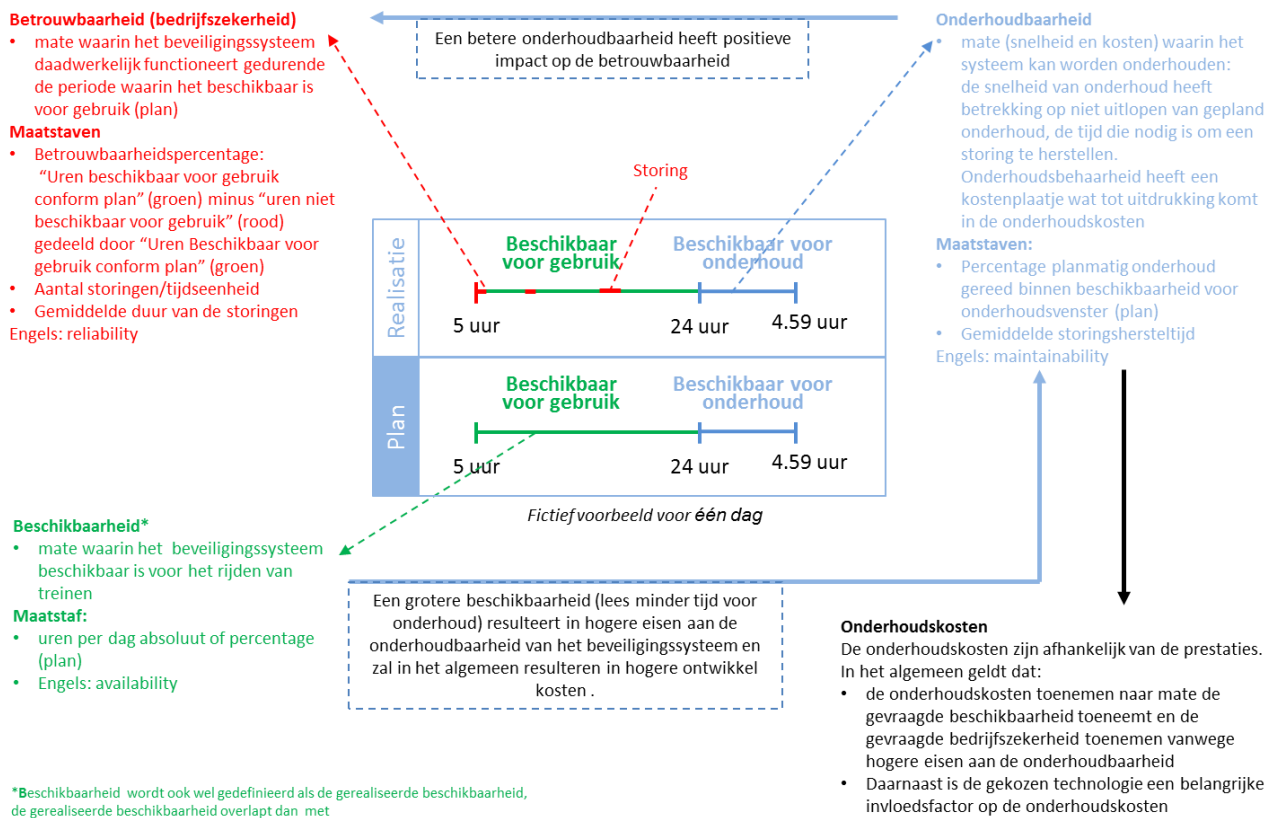 Betrouwbaarheid (bedrijfszekerheid)
• mate waarin het beveiligingssysteem
daadwerkelijk functioneert gedurende
de periode waarin het beschikbaar is
voor gebruik (plan)
Maatstaven
• Betrouwbaarheidspercentage:
“Uren beschikbaar voor gebruik
conform plan” (groen) minus “uren niet
beschikbaar voor gebruik” (rood)
gedeeld door “Uren Beschikbaar voor
gebruik conform plan” (groen)
• Aantal storingen/tijdseenheid
• Gemiddelde duur van de storingen
Engels: reliability
Een betere onderhoudbaarheid heeft positieve
impact op de betrouwbaarheid
Onderhoudbaarheid
• mate (snelheid en kosten) waarin het
systeem kan worden onderhouden:
de snelheid van onderhoud heeft
betrekking op niet uitlopen van gepland
onderhoud, de tijd die nodig is om een
storing te herstellen.
Onderhoudsbehaarheid heeft een
kostenplaatje wat tot uitdrukking komt
in de onderhoudskosten
Maatstaven:
• Percentage planmatig onderhoud
gereed binnen beschikbaarheid voor
onderhoudsvenster (plan)
• Gemiddelde storingshersteltijd
Engels: maintainability
Storing
Realisatie
Beschikbaar
voor gebruik
Beschikbaar voor
onderhoud
5 uur
24 uur
4.59 uur
Plan
Beschikbaar
voor gebruik
Beschikbaar voor
onderhoud
5 uur
24 uur
4.59 uur
Fictief voorbeeld voor één dag
Beschikbaarheid*
• mate waarin het beveiligingssysteem
beschikbaar is voor het rijden van
treinen
Maatstaf:
• uren per dag absoluut of percentage
(plan)
• Engels: availability
Een grotere beschikbaarheid (lees minder tijd voor
onderhoud) resulteert in hogere eisen aan de
onderhoudbaarheid van het beveiligingssysteem en
zal in het algemeen resulteren in hogere ontwikkel
kosten .
Onderhoudskosten
De onderhoudskosten zijn afhankelijk van de prestaties.
In het algemeen geldt dat:
• de onderhoudskosten toenemen naar mate de
gevraagde beschikbaarheid toeneemt en de
gevraagde bedrijfszekerheid toenemen vanwege
hogere eisen aan de onderhoudbaarheid
• Daarnaast is de gekozen technologie een belangrijke
invloedsfactor op de onderhoudskosten
*Beschikbaarheid wordt ook wel gedefinieerd als de gerealiseerde beschikbaarheid,
de gerealiseerde beschikbaarheid overlapt dan met